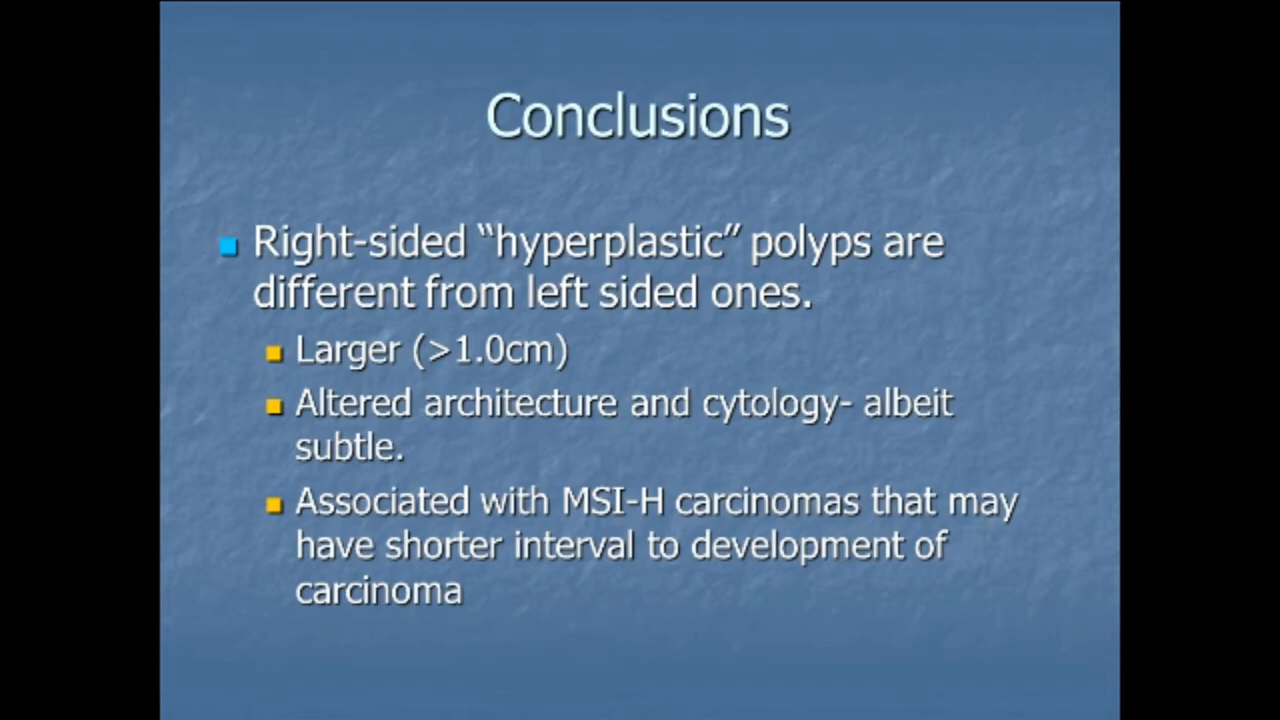 Conclusions
Right-sided “hyperplastic” polyps are
different from left sided ones.
Larger (>1.0cm)
Altered architecture and cytology- albeit
subtle.
Associated with MSI-H carcinomas that may
have shorter interval to development of
carcinoma